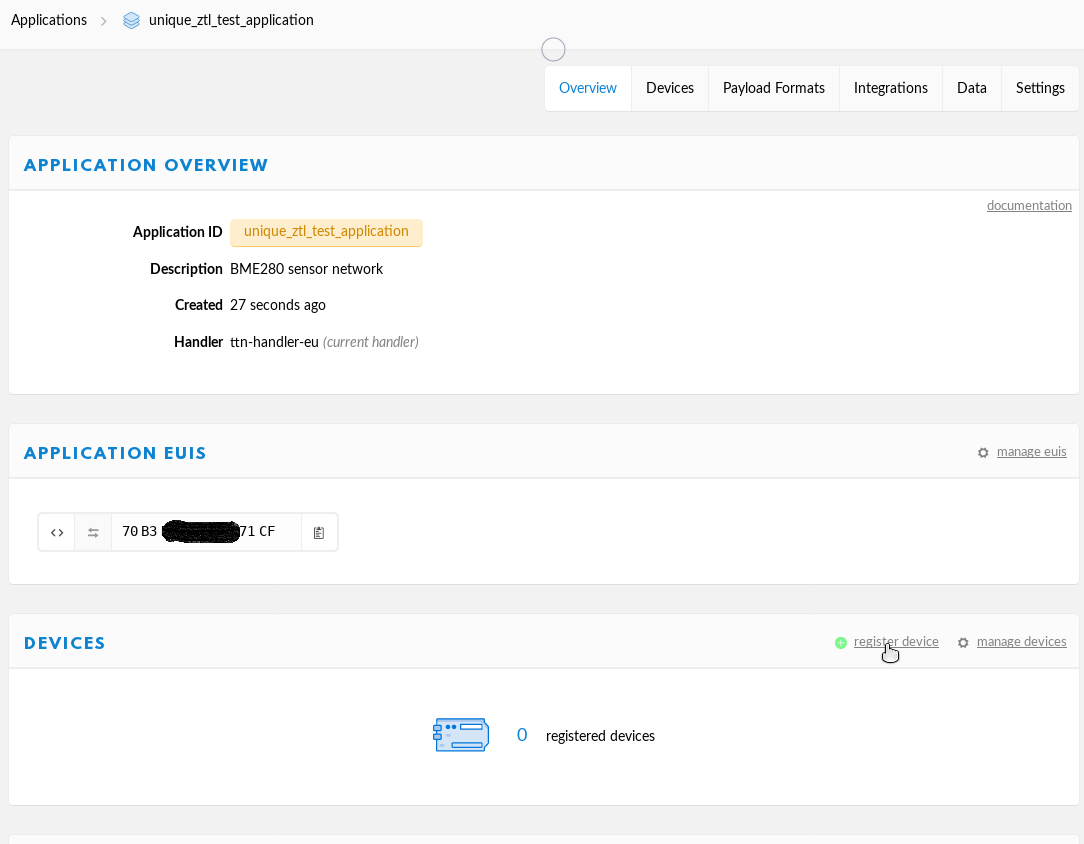 Applications > unique_ztl_test_application
Overview Devices Payload Formats Integrations Data Settings
APPLICATION OVERVIEW
documentation
Application ID unique_ztl_test_application
Description BME280 sensor network
Created 27 seconds ago
Handler ttn-handler-eu (current handler)
APPLICATION EUIS manage euis
<> 70 B3 71 CF
DEVICES register device manage devices
0 registered devices